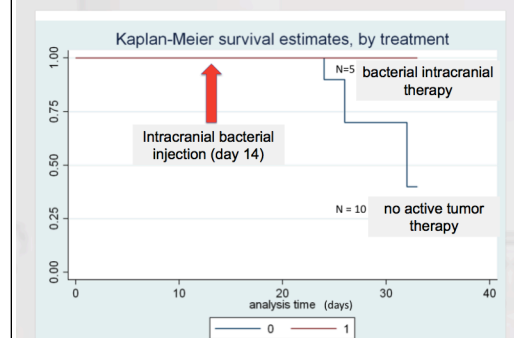 Kaplan-Meier survival estimates, by treatment
1.00
0.75
0.50
0.25
0.00
N=5
bacterial intracranial
therapy
Intracranial bacterial
injection (day 14)
N = 10
no active tumor
therapy
0
10
20
30
40
analysis time (days)
0
1